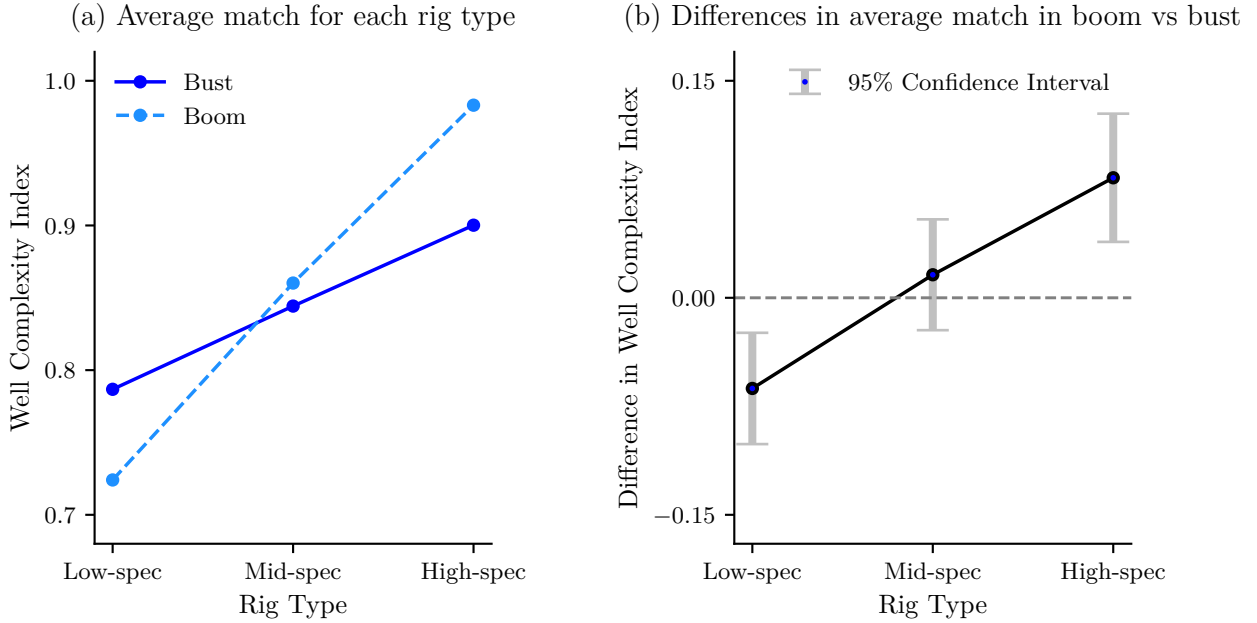 (a) Average match for each rig type
Well Complexity Index
1.0
0.9
0.8
0.7
Bust
Boom
Low-spec
Mid-spec
High-spec
Rig Type
(b) Differences in average match in boom vs bust
Difference in Well Complexity Index
0.15
0.00
−0.15
95% Confidence Interval
Low-spec
Mid-spec
High-spec
Rig Type